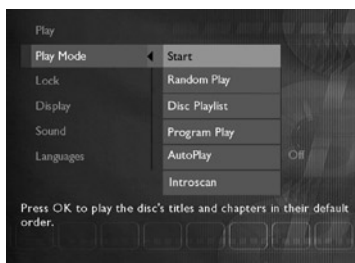 Play
Play Mode
Start
Lock
Random Play
Display
Disc Playlist
Sound
Program Play
Languages
AutoPlay
Off
Introscan
Press OK to play the disc's titles and chapters in their default
order.